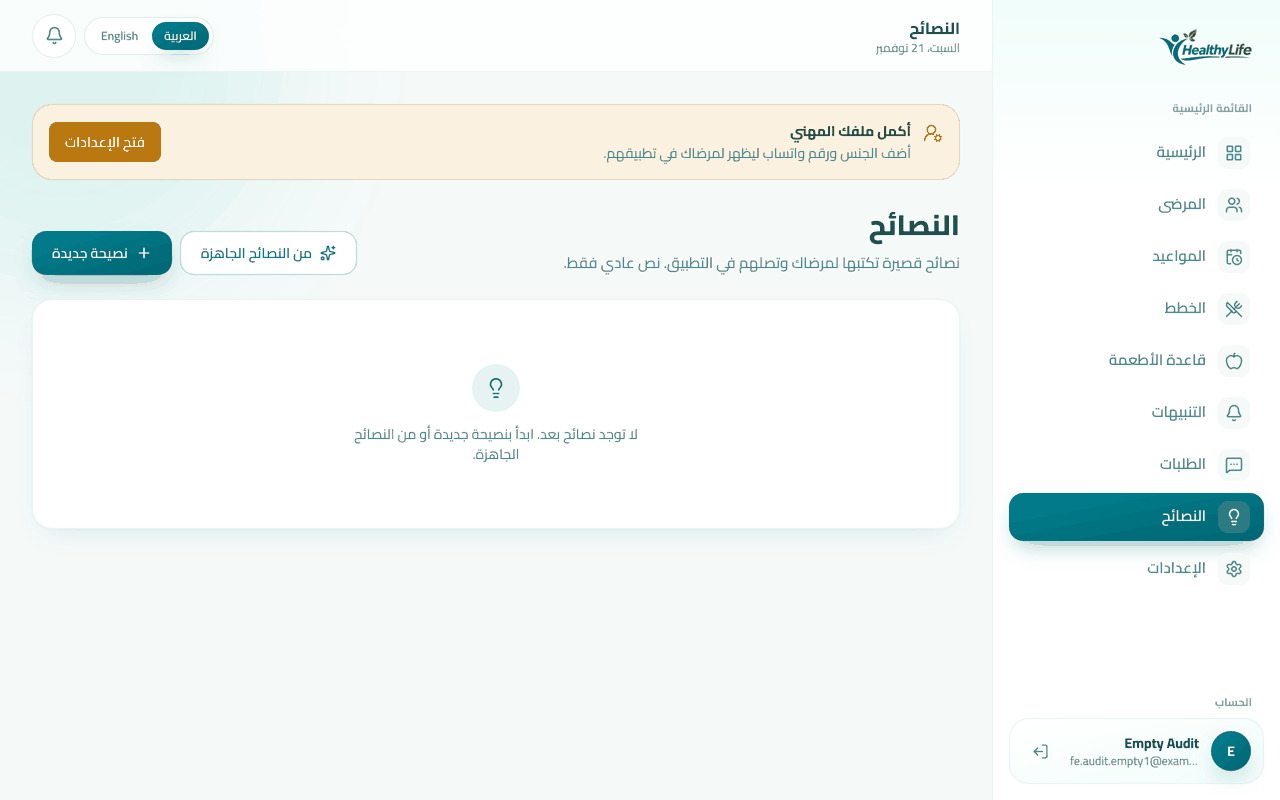 HealthyLife
القائمة الرئيسية
الرئيسية
المرضى
المواعيد
الخطط
قاعدة الأطعمة
التنبيهات
الطلبات
النصائح
الإعدادات
الحساب
E
Empty Audit
fe.audit.empty1@exam...
النصائح
السبت، 21 نوفمبر
العربية
English
أكمل ملفك المهني
أضف الجنس ورقم واتساب ليظهر لمرضاك في تطبيقهم.
فتح الإعدادات
النصائح
نصائح قصيرة تكتبها لمرضاك وتصلهم في التطبيق. نص عادي فقط.
من النصائح الجاهزة
نصيحة جديدة
لا توجد نصائح بعد. ابدأ بنصيحة جديدة أو من النصائح
الجاهزة.